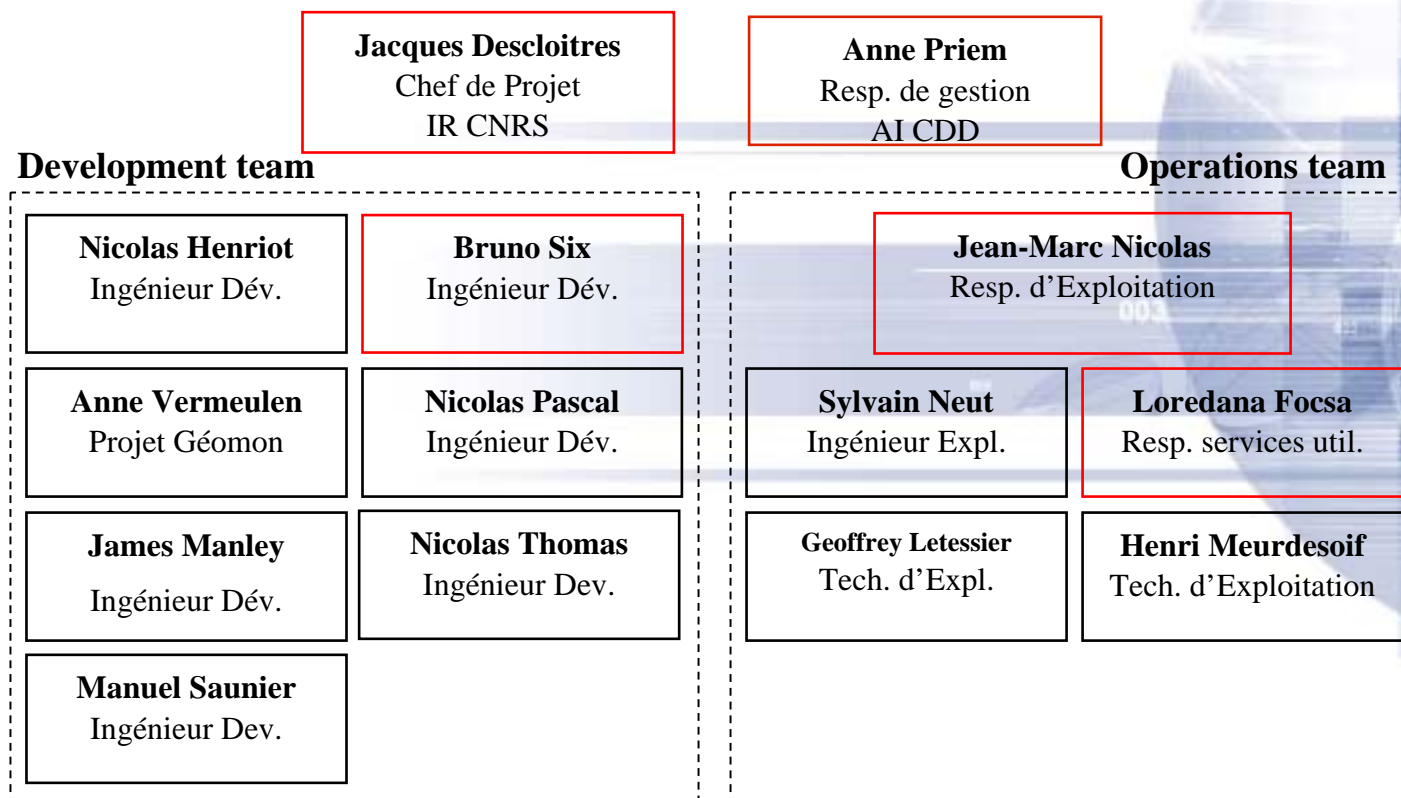 Jacques Descloitres
Chef de Projet
IR CNRS
Anne Priem
Resp. de gestion
AI CDD
Development team
Operations team
Nicolas Henriot
Ingénieur Dév.
Bruno Six
Ingénieur Dév.
Jean-Marc Nicolas
Resp. d’Exploitation
003
Anne Vermeulen
Projet Géomon
Nicolas Pascal
Ingénieur Dév.
Sylvain Neut
Ingénieur Expl.
Loredana Focsa
Resp. services util.
James Manley
Ingénieur Dév.
Nicolas Thomas
Ingénieur Dev.
Geoffrey Letessier
Tech. d’Expl.
Henri Meurdesoif
Tech. d’Exploitation
Manuel Saunier
Ingénieur Dev.